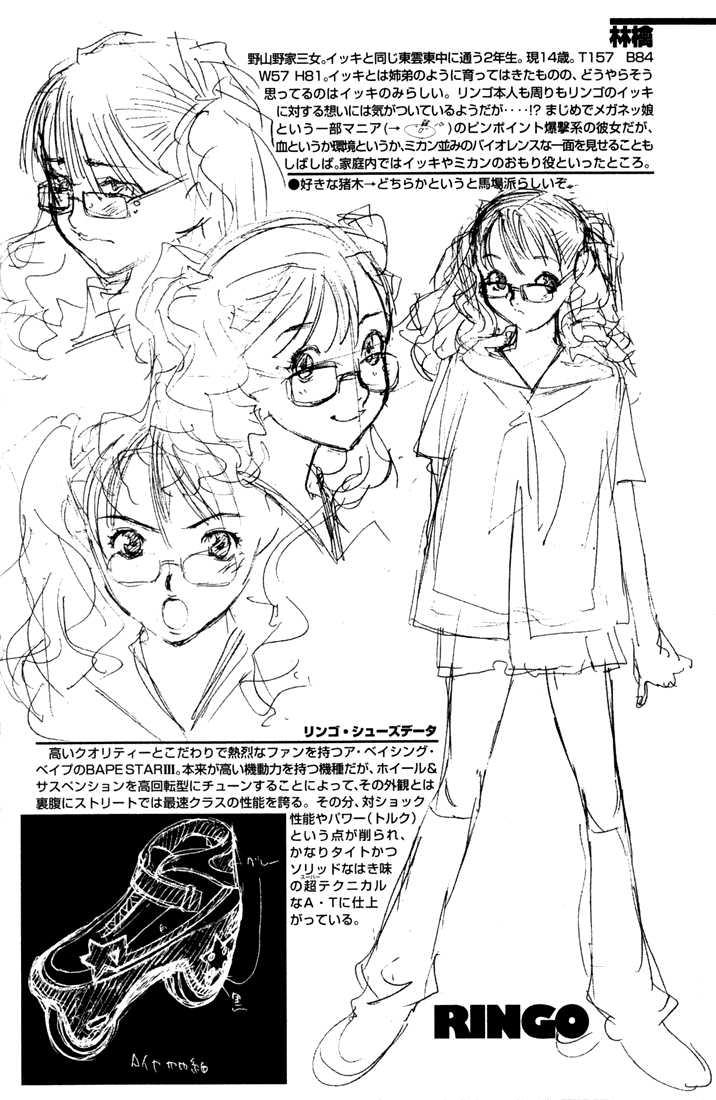 林檎
野山野家三女。イッキと同じ東雲東中に通う2年生。現14歳。T157 B84
W57 H81。イッキとは姉弟のように育ってはきたものの、どうやらそう
思ってるのはイッキのみらしい。リンゴ本人も周りもリンゴのイッキ
に対する想いには気がついているようだが‥‥!? まじめでメガネッ娘
という一部マニア(→ )のピンポイント爆撃系の彼女だが、
血というか環境というか、ミカン並みのバイオレンスな一面を見せることも
しばしば。家庭内ではイッキやミカンのおもり役といったところ。
●好きな猪木→どちらかというと馬場派らしいぞ。
リンゴ・シューズデータ
高いクオリティーとこだわりで熱烈なファンを持つア・ベイシング・
ベイプのBAPE STARⅢ。本来が高い機動力を持つ機種だが、ホイール&
サスペンションを高回転型にチューンすることによって、その外観とは
裏腹にストリートでは最速クラスの性能を誇る。その分、対ショック
性能やパワー(トルク)
という点が削られ、
かなりタイトかつ
ソリッドなはき味
の超テクニカル
スーパー
なA・Tに仕上
がっている。
グレー
黒
RINGO